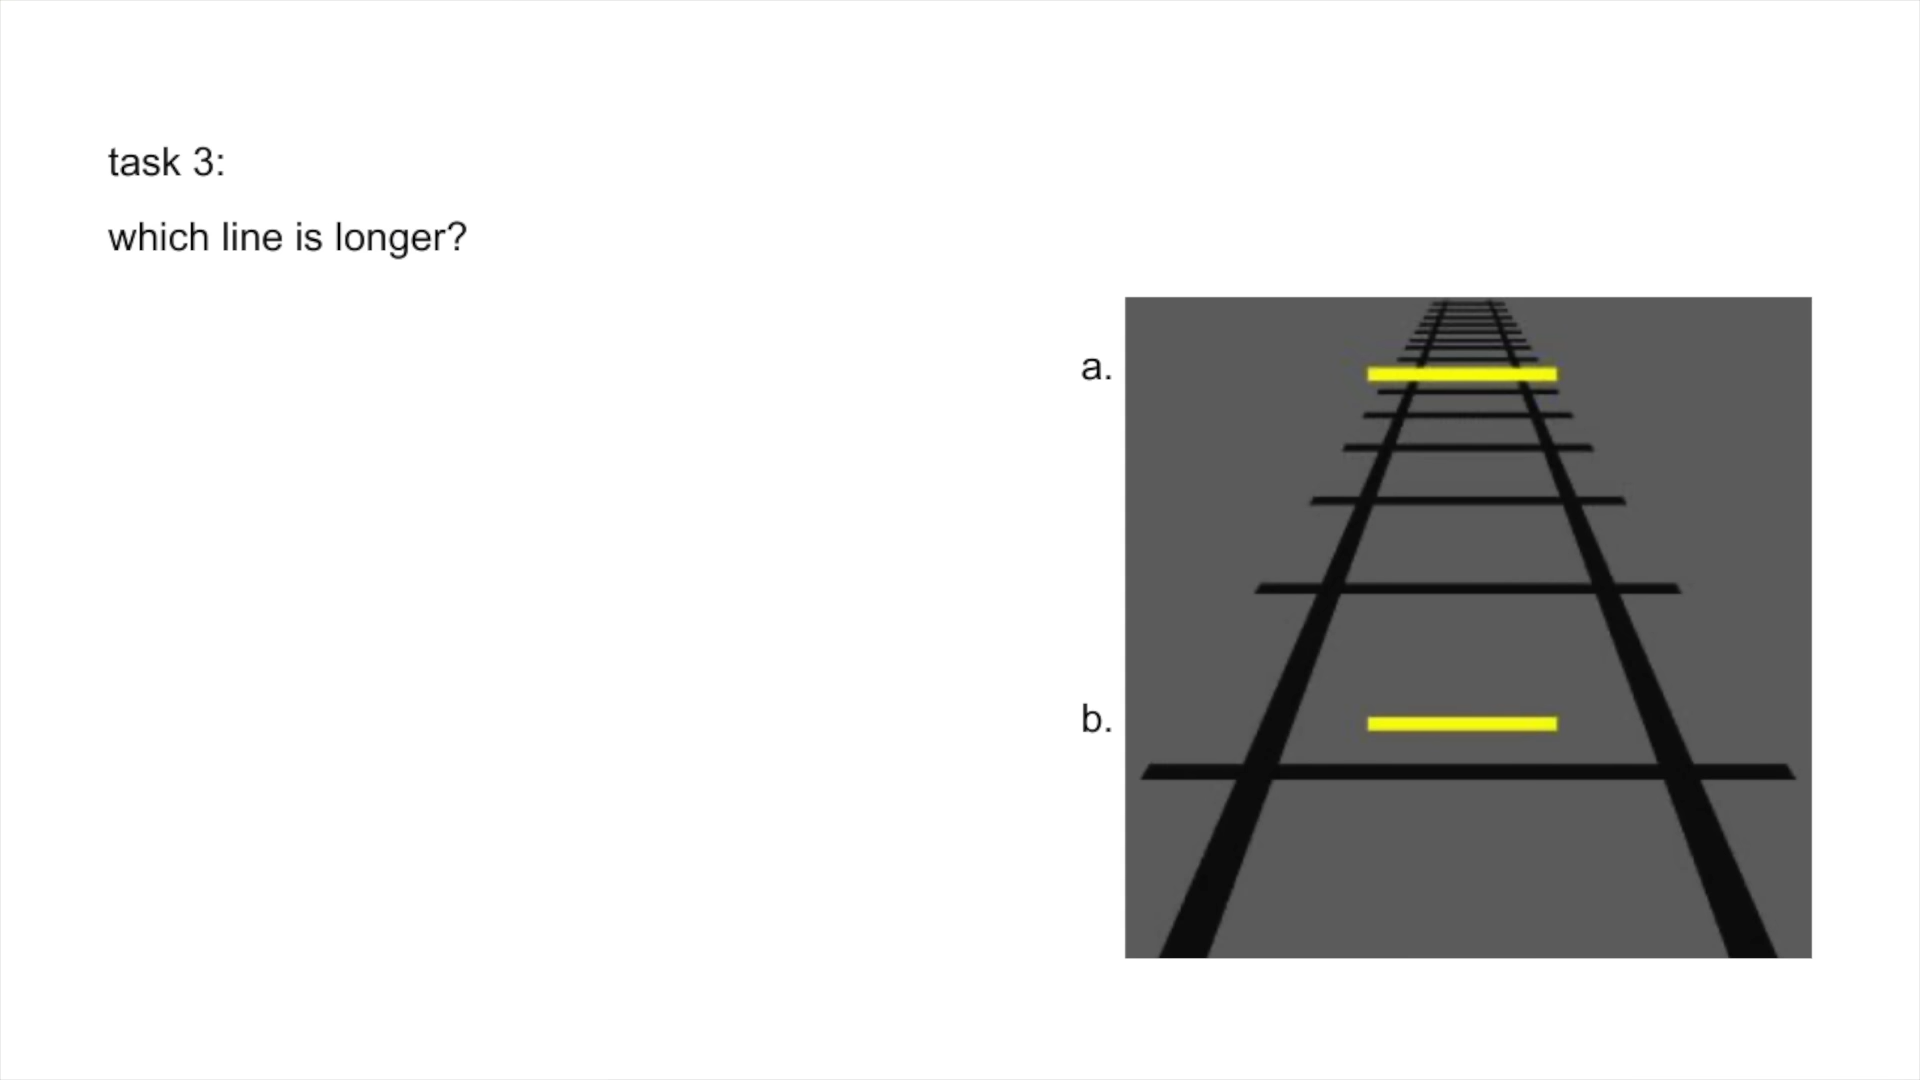 task 3:
which line is longer?
a.
b.